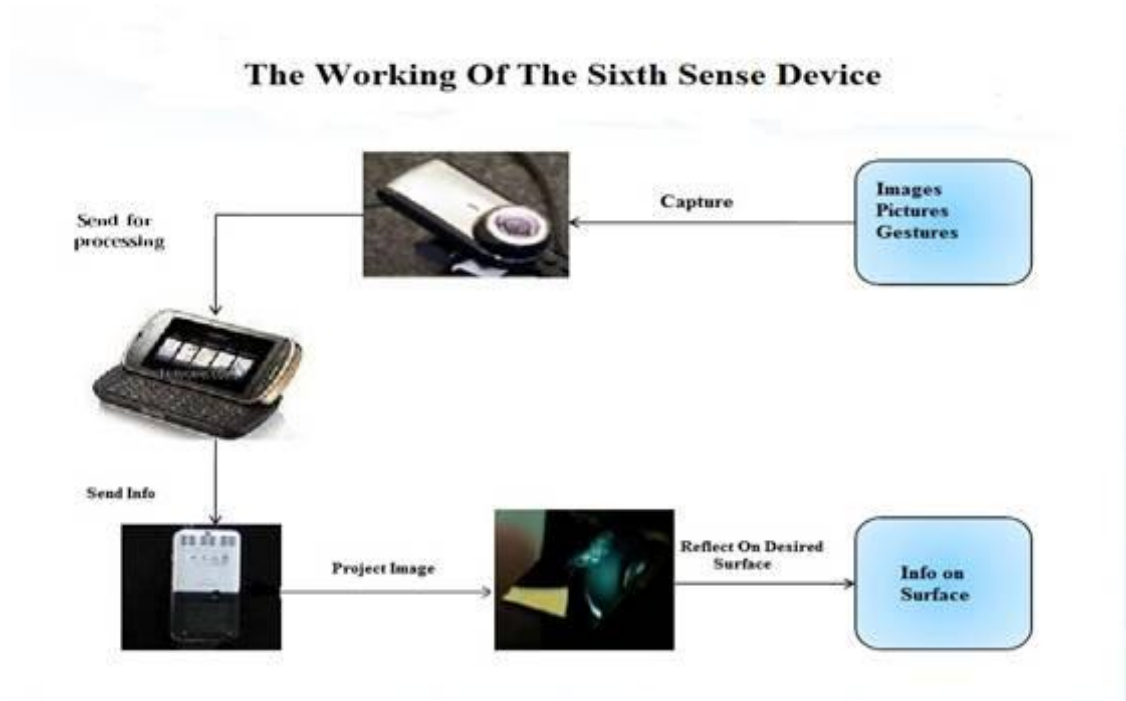 The Working Of The Sixth Sense Device
Images
Pictures
Gestures
Capture
Send for
processing
Send Info
Project Image
Reflect On Desired
Surface
Info on
Surface